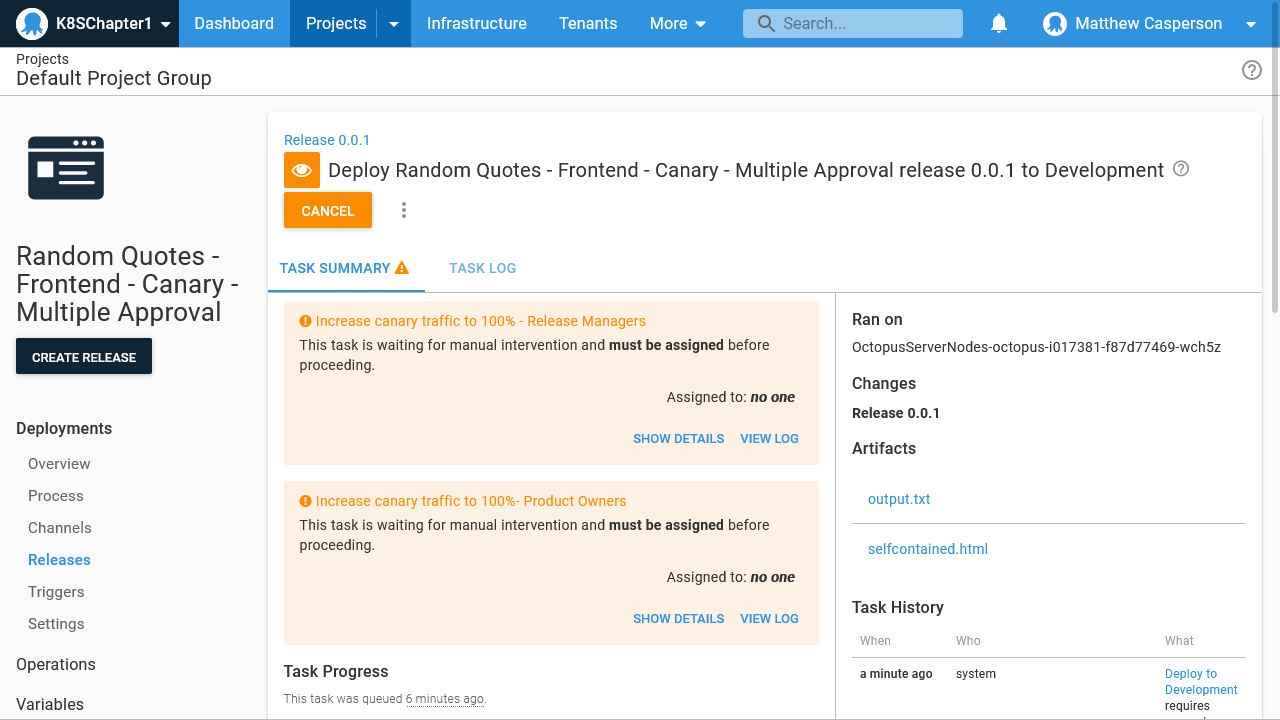 K8SChapter1 Dashboard Projects Infrastructure Tenants More Search... Matthew Casperson
Projects
Default Project Group
Random Quotes -
Frontend - Canary -
Multiple Approval
CREATE RELEASE
Deployments
Overview
Process
Channels
Releases
Triggers
Settings
Operations
Variables
Release 0.0.1
Deploy Random Quotes - Frontend - Canary - Multiple Approval release 0.0.1 to Development
CANCEL
TASK SUMMARY TASK LOG
Increase canary traffic to 100% - Release Managers
This task is waiting for manual intervention and must be assigned before
proceeding.
Assigned to: no one
SHOW DETAILS VIEW LOG
Increase canary traffic to 100%- Product Owners
This task is waiting for manual intervention and must be assigned before
proceeding.
Assigned to: no one
SHOW DETAILS VIEW LOG
Task Progress
This task was queued 6 minutes ago.
Ran on
OctopusServerNodes-octopus-i017381-f87d77469-wch5z
Changes
Release 0.0.1
Artifacts
output.txt
selfcontained.html
Task History
When Who What
a minute ago system Deploy to
Development
requires